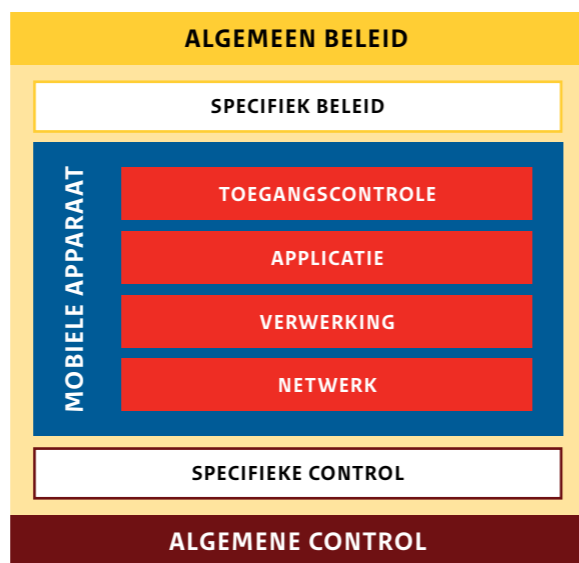 ALGEMEEN BELEID
SPECIFIEK BELEID
MOBIELE APPARAAT
TOEGANGSCONTROLE
APPLICATIE
VERWERKING
NETWERK
SPECIFIEKE CONTROL
ALGEMENE CONTROL